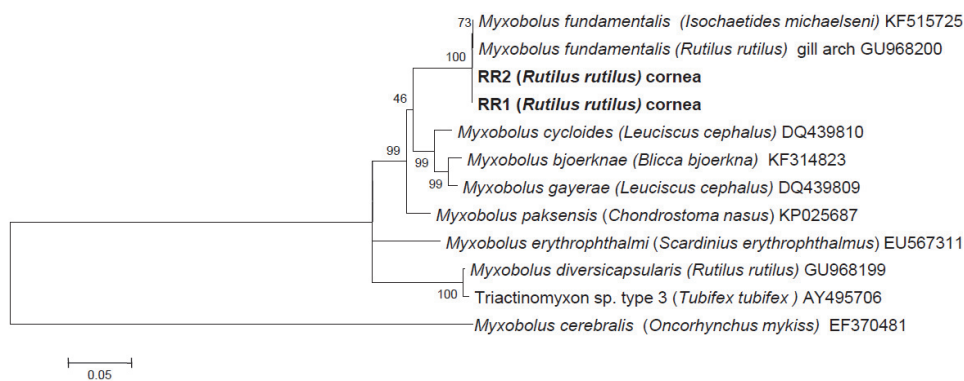 73 Myxobolus fundamentalis (Isochaetides michaelseni) KF515725
Myxobolus fundamentalis (Rutilus rutilus) gill arch GU968200
100
RR2 (Rutilus rutilus) cornea
RR1 (Rutilus rutilus) cornea
46
Myxobolus cycloides (Leuciscus cephalus) DQ439810
99
99
Myxobolus bjoerknae (Blicca bjoerkna) KF314823
99
Myxobolus gayerae (Leuciscus cephalus) DQ439809
Myxobolus paksensis (Chondrostoma nasus) KP025687
Myxobolus erythrophthalmi (Scardinius erythrophthalmus) EU567311
Myxobolus diversicapsularis (Rutilus rutilus) GU968199
100
Triactinomyxon sp. type 3 (Tubifex tubifex ) AY495706
Myxobolus cerebralis (Oncorhynchus mykiss) EF370481
0.05